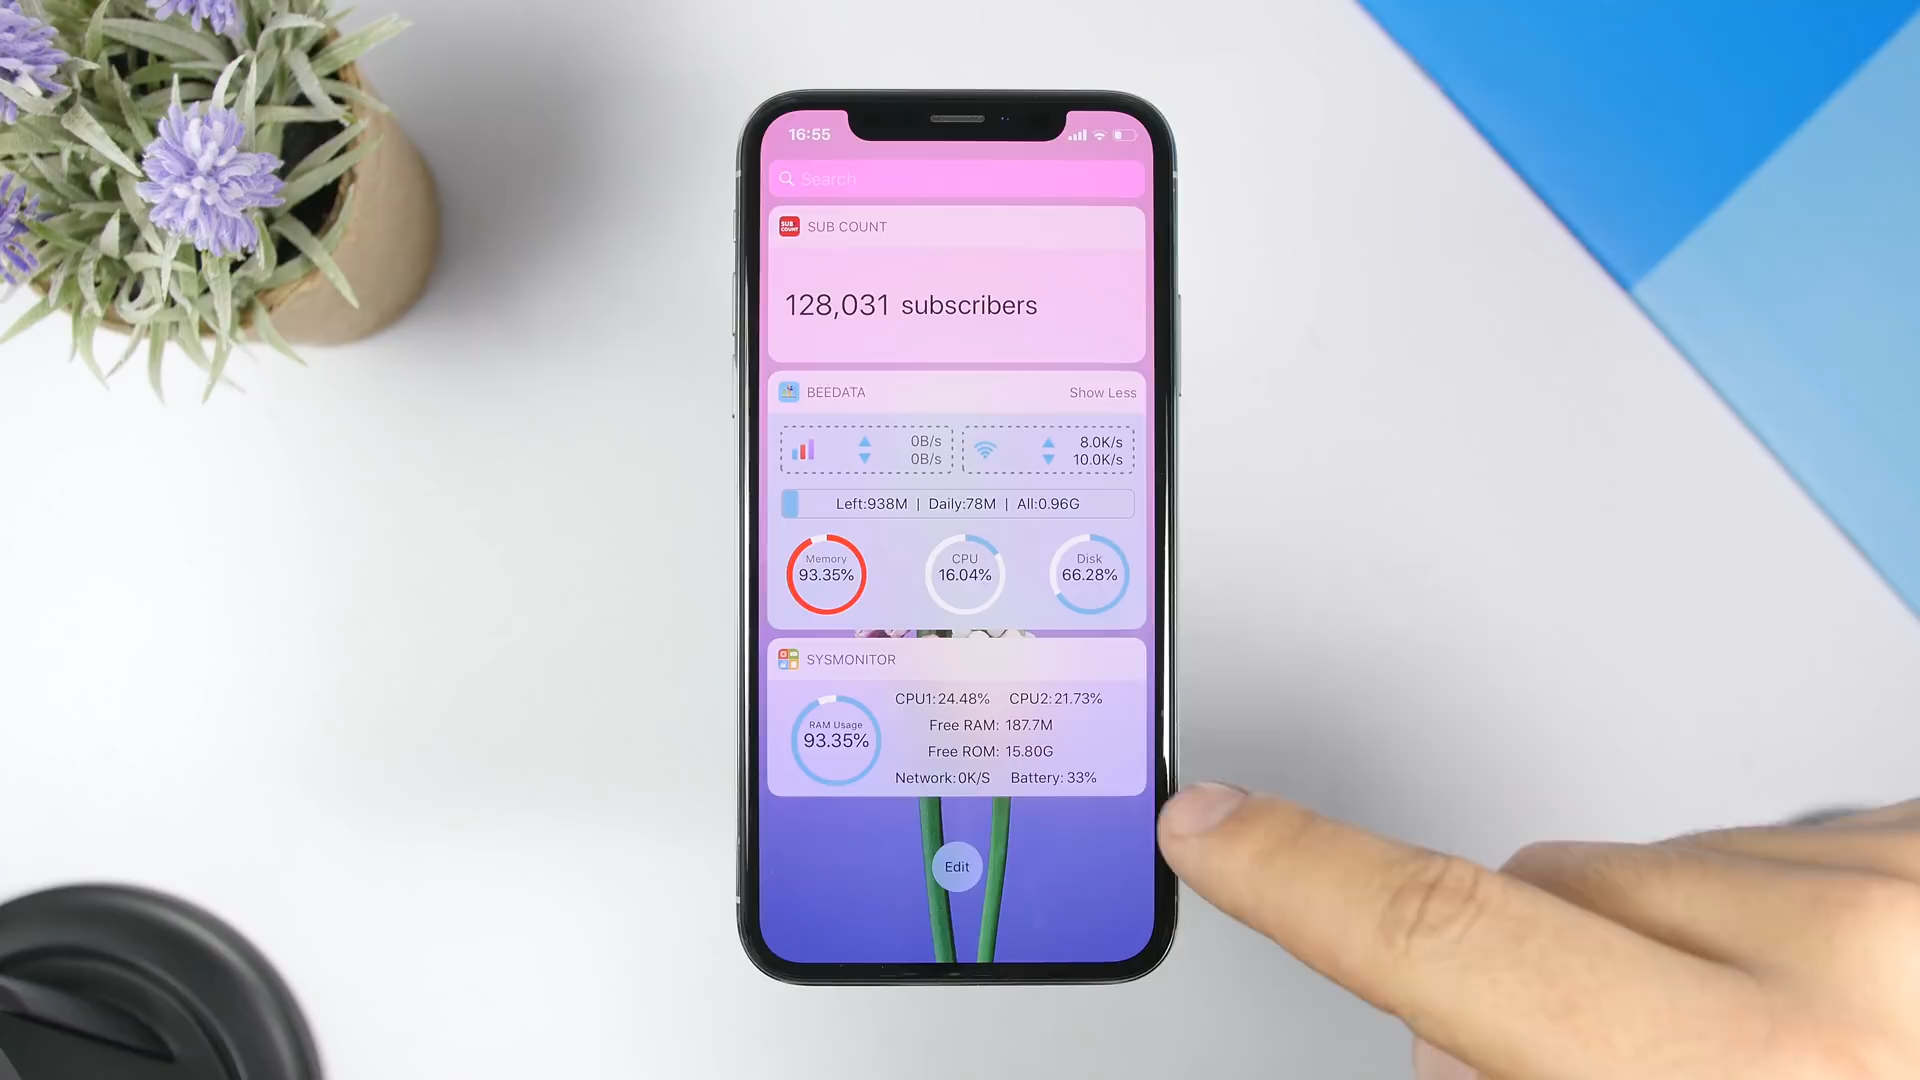 16:55
Search
SUB COUNT
SUB COUNT
128,031 subscribers
BEEDATA Show Less
0B/s
0B/s
8.0K/s
10.0K/s
Left:938M | Daily:78M | All:0.96G
Memory
93.35%
CPU
16.04%
Disk
66.28%
SYSMONITOR
RAM Usage
93.35%
CPU1:24.48% CPU2:21.73%
Free RAM: 187.7M
Free ROM: 15.80G
Network:0K/S Battery: 33%
Edit